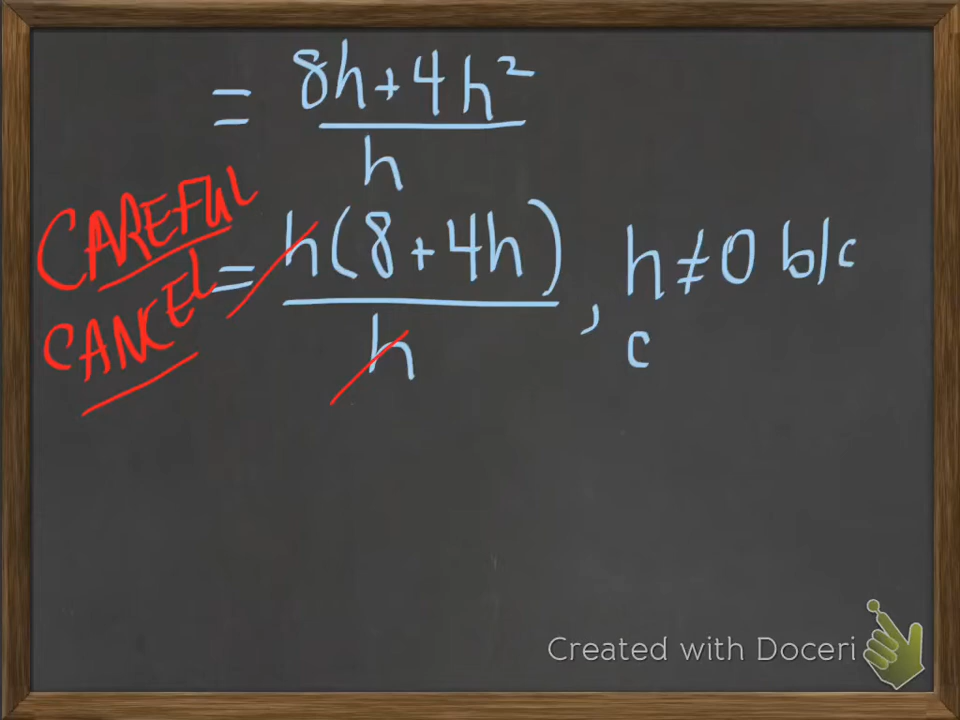 = 8h+4h²
h
CAREFUL
= h(8+4h)
h
, h≠0 b/c
c
CANCEL
Created with Doceri